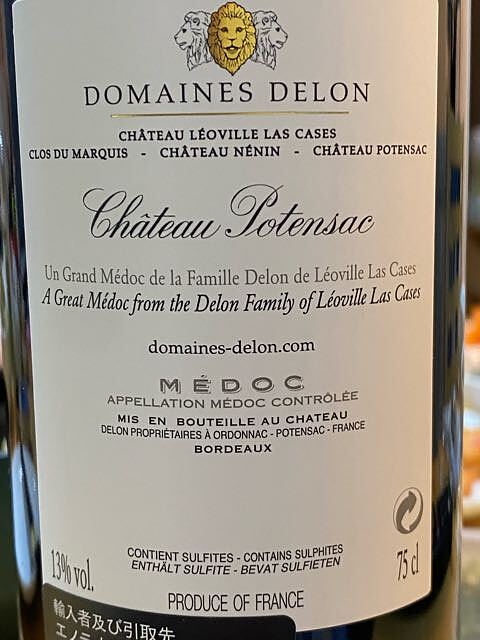 DOMAINES DELON
CHÂTEAU LÉOVILLE LAS CASES
CLOS DU MARQUIS - CHÂTEAU NÉNIN - CHÂTEAU POTENSAC
Château Potensac
Un Grand Médoc de la Famille Delon de Léoville Las Cases
A Great Médoc from the Delon Family of Léoville Las Cases
domaines-delon.com
MÉDOC
APPELLATION MÉDOC CONTRÔLÉE
MIS EN BOUTEILLE AU CHATEAU
DELON PROPRIÉTAIRES À ORDONNAC - POTENSAC - FRANCE
BORDEAUX
13% vol.
CONTIENT SULFITES - CONTAINS SULPHITES
ENTHÄLT SULFITE - BEVAT SULFIETEN
75 cl
PRODUCE OF FRANCE
輸入者及び引取先